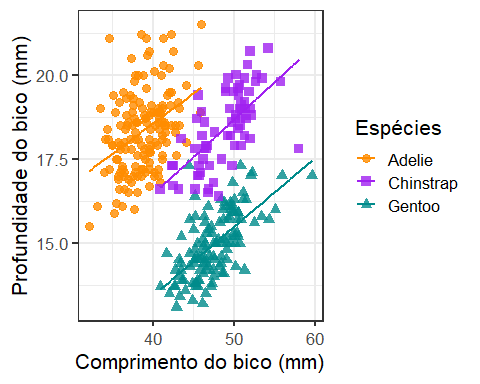 Profundidade do bico (mm)
20.0
17.5
15.0
40
50
60
Comprimento do bico (mm)
Espécies
Adelie
Chinstrap
Gentoo